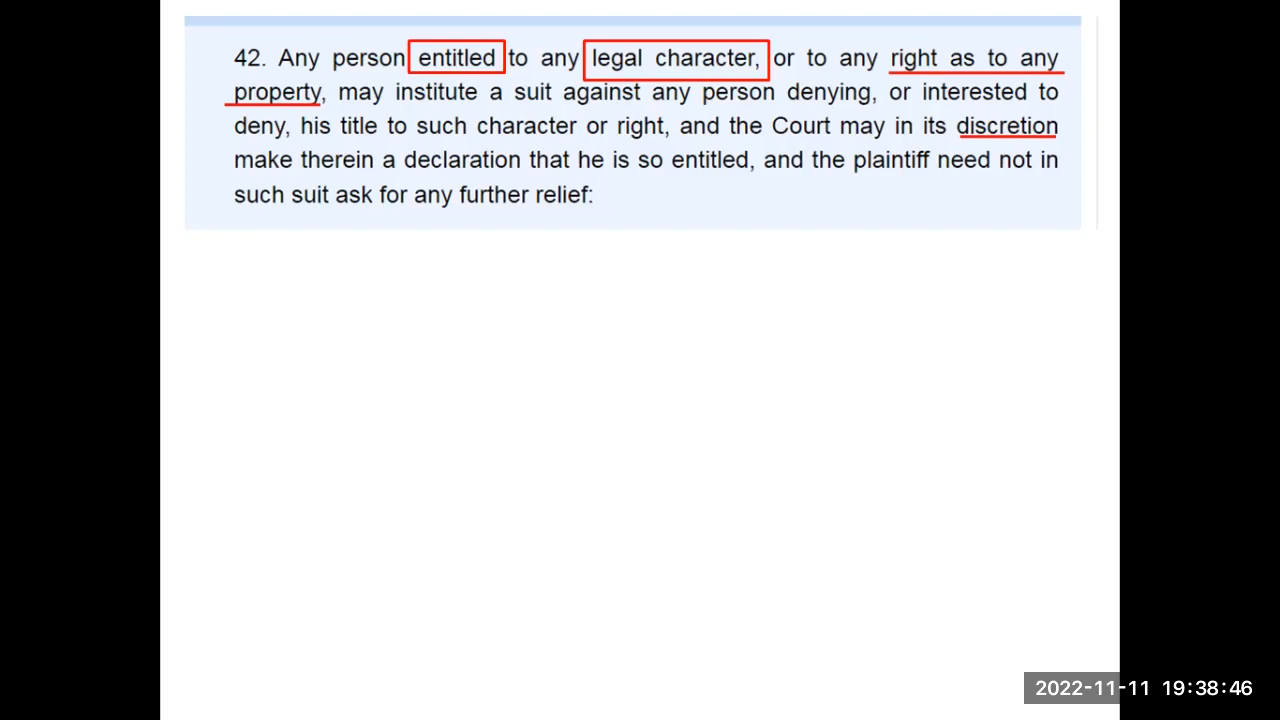 42. Any person entitled to any legal character, or to any right as to any
property, may institute a suit against any person denying, or interested to
deny, his title to such character or right, and the Court may in its discretion
make therein a declaration that he is so entitled, and the plaintiff need not in
such suit ask for any further relief:
2022-11-11 19:38:46